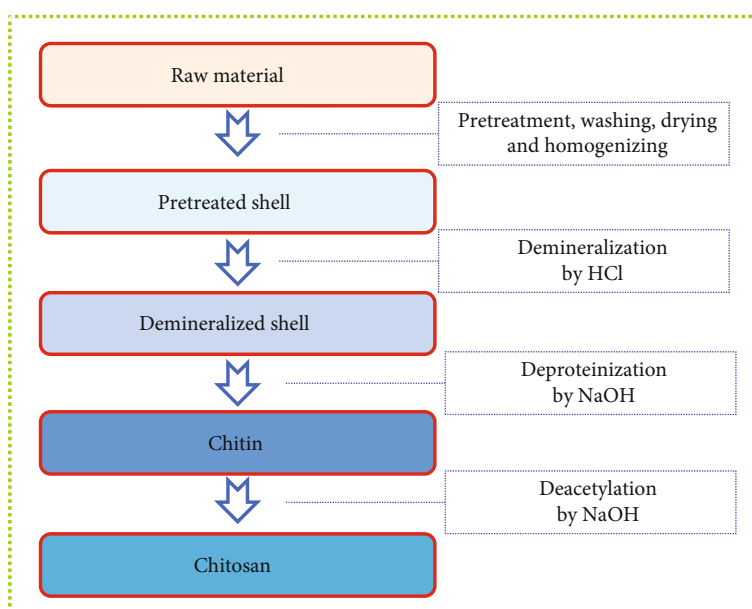 Raw material
Pretreatment, washing, drying
and homogenizing
Pretreated shell
Demineralization
by HCl
Demineralized shell
Deproteinization
by NaOH
Chitin
Deacetylation
by NaOH
Chitosan